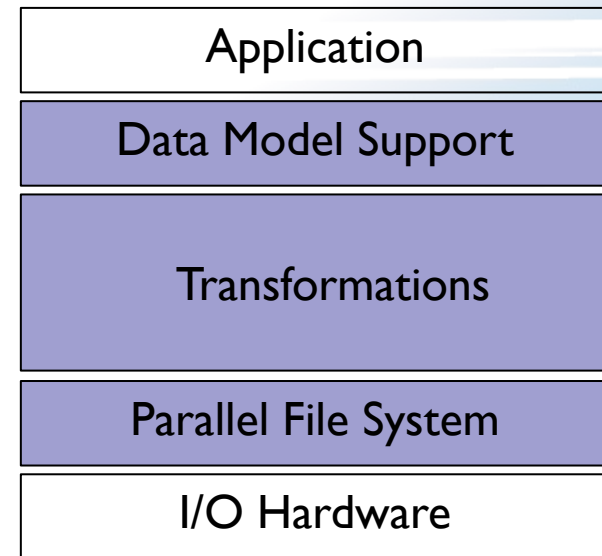 Application
Data Model Support
Transformations
Parallel File System
I/O Hardware